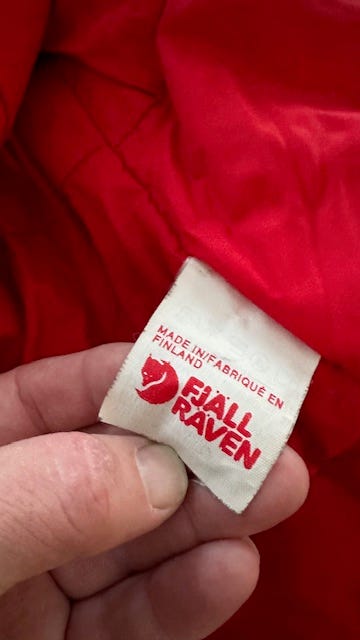 MADE IN/FABRIQUÉ EN
FINLAND
FJÄLL
RÄVEN